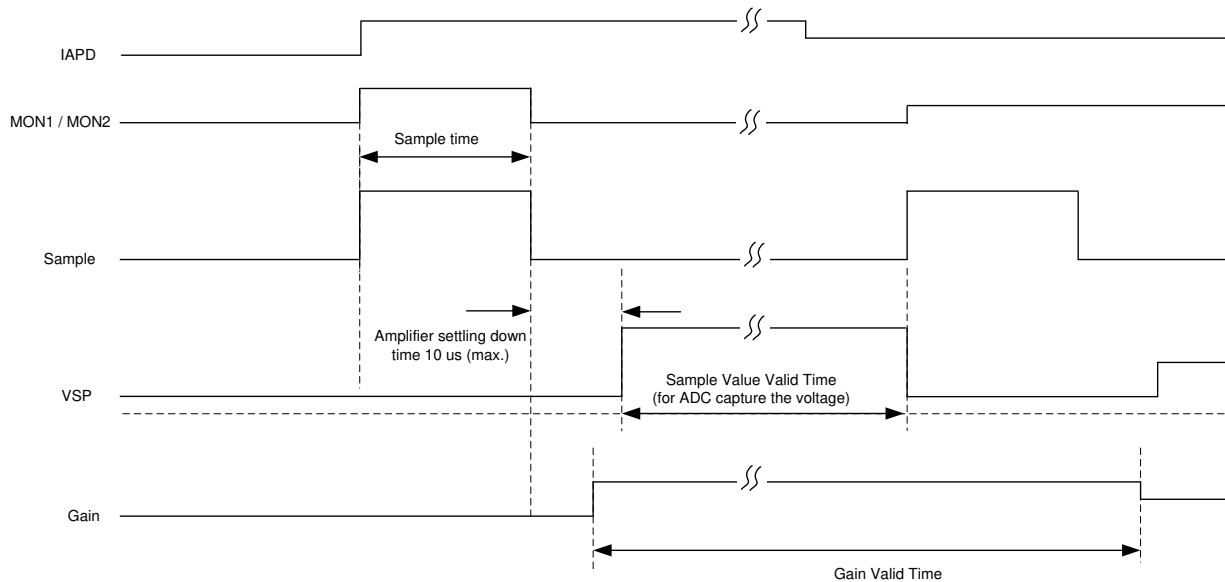 IAPD
MON1 / MON2
Sample time
Sample
Amplifier settling down
time 10 us (max.)
Sample Value Valid Time
(for ADC capture the voltage)
VSP
Gain
Gain Valid Time